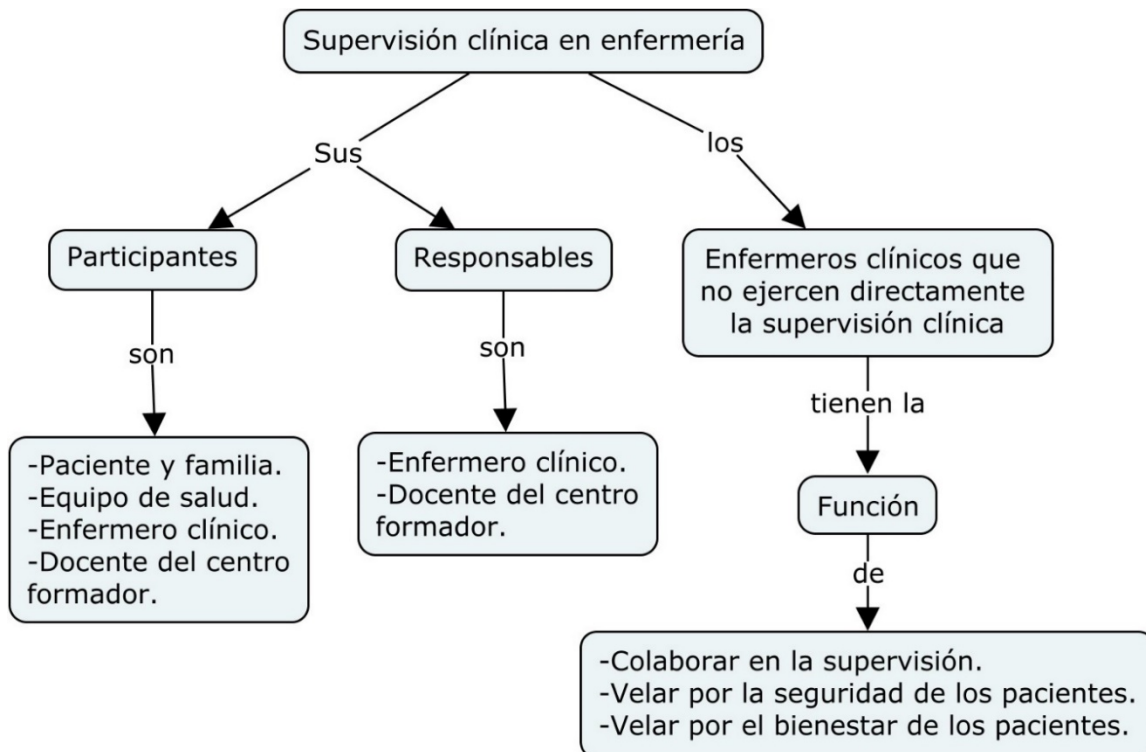 Supervisión clínica en enfermería
Sus
los
Participantes
Responsables
Enfermeros clínicos que
no ejercen directamente
la supervisión clínica
son
son
tienen la
-Paciente y familia.
-Equipo de salud.
-Enfermero clínico.
-Docente del centro
formador.
-Enfermero clínico.
-Docente del centro
formador.
Función
de
-Colaborar en la supervisión.
-Velar por la seguridad de los pacientes.
-Velar por el bienestar de los pacientes.